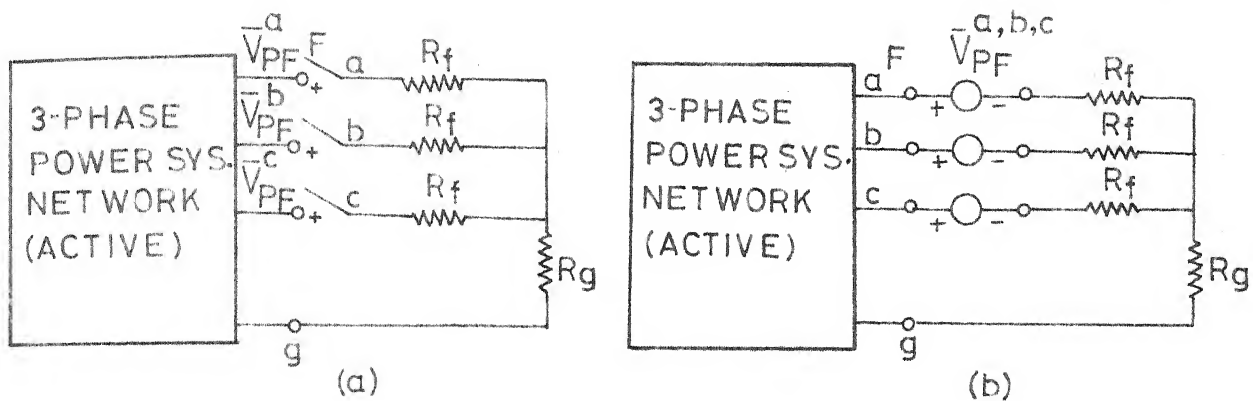 V̄PF^a F a Rf
V̄PF^b b Rf
V̄PF^c c Rf
3-PHASE
POWER SYS.
NETWORK
(ACTIVE)
Rg
g
(a)
V̄PF^a,b,c
F
a + - Rf
b + - Rf
c + - Rf
3-PHASE
POWER SYS.
NETWORK
(ACTIVE)
Rg
g
(b)
+
+
+